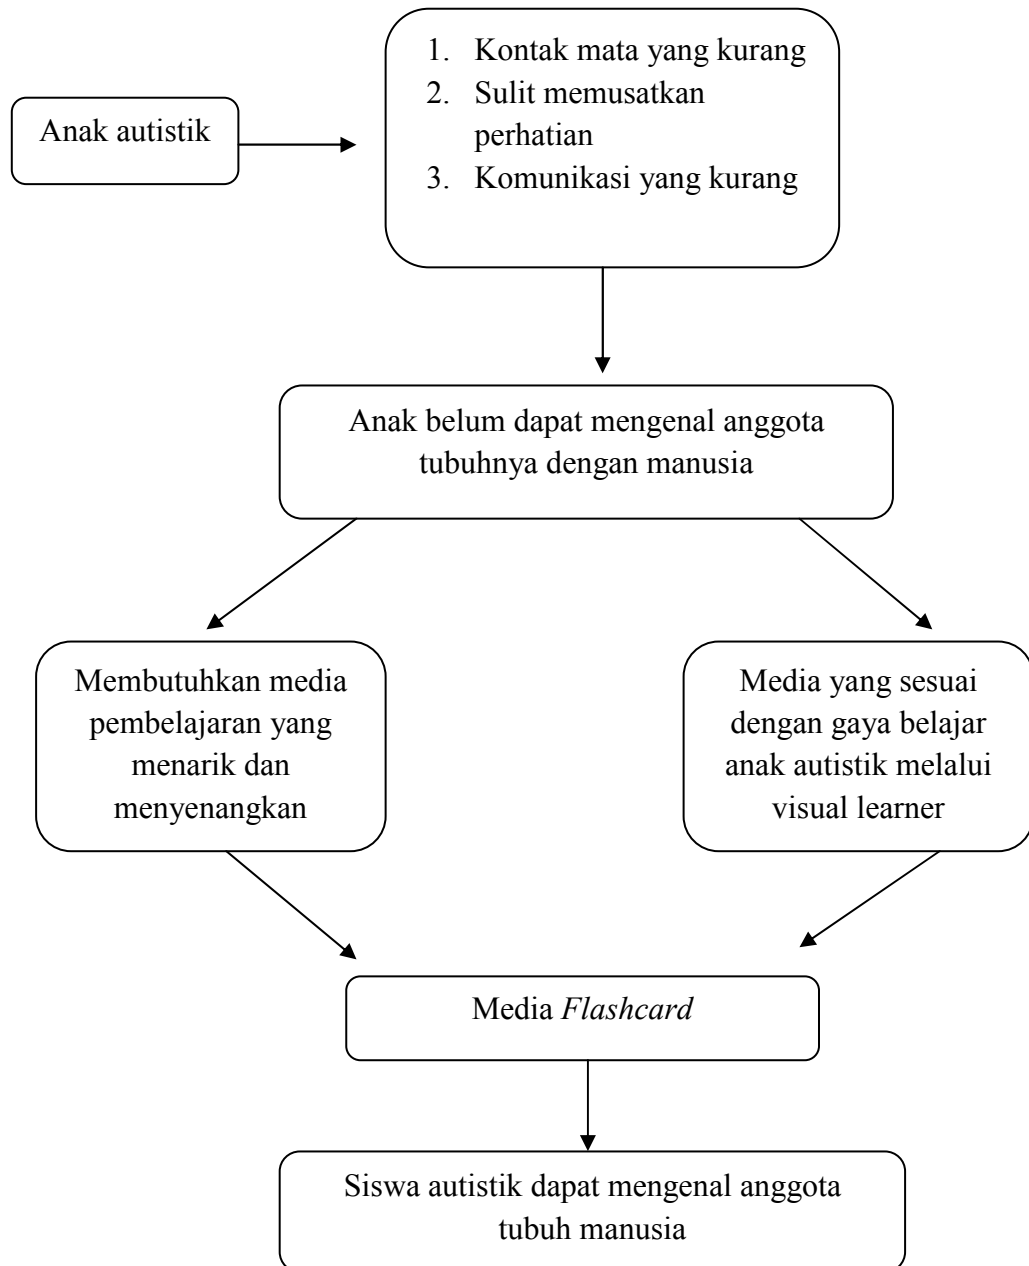 Anak autistik
1. Kontak mata yang kurang
2. Sulit memusatkan
perhatian
3. Komunikasi yang kurang
Anak belum dapat mengenal anggota
tubuhnya dengan manusia
Membutuhkan media
pembelajaran yang
menarik dan
menyenangkan
Media yang sesuai
dengan gaya belajar
anak autistik melalui
visual learner
Media Flashcard
Siswa autistik dapat mengenal anggota
tubuh manusia